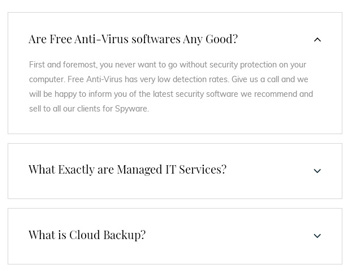 Are Free Anti-Virus softwares Any Good?
First and foremost, you never want to go without security protection on your
computer. Free Anti-Virus has very low detection rates. Give us a call and we
will be happy to inform you of the latest security software we recommend and
sell to all our clients for Spyware.
What Exactly are Managed IT Services?
What is Cloud Backup?